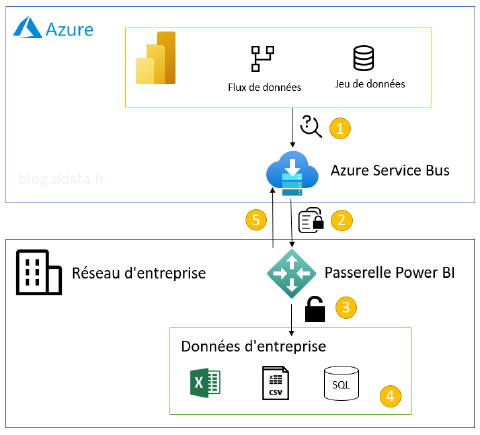 Azure
Flux de données
Jeu de données
1
Azure Service Bus
blog.ddata.fr
5
2
Réseau d'entreprise
Passerelle Power BI
3
Données d'entreprise
X
CSV
SQL
4